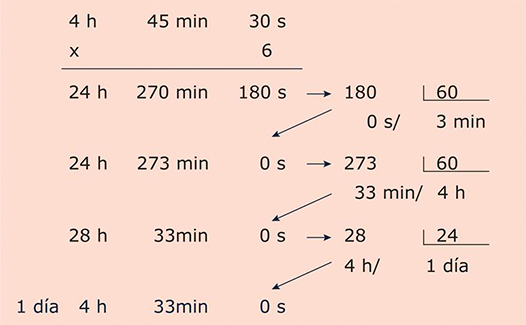 4 h 45 min 30 s
x 6
24 h 270 min 180 s → 180 60
0 s/ 3 min
24 h 273 min 0 s → 273 60
33 min/ 4 h
28 h 33min 0 s → 28 24
4 h/ 1 día
1 día 4 h 33min 0 s